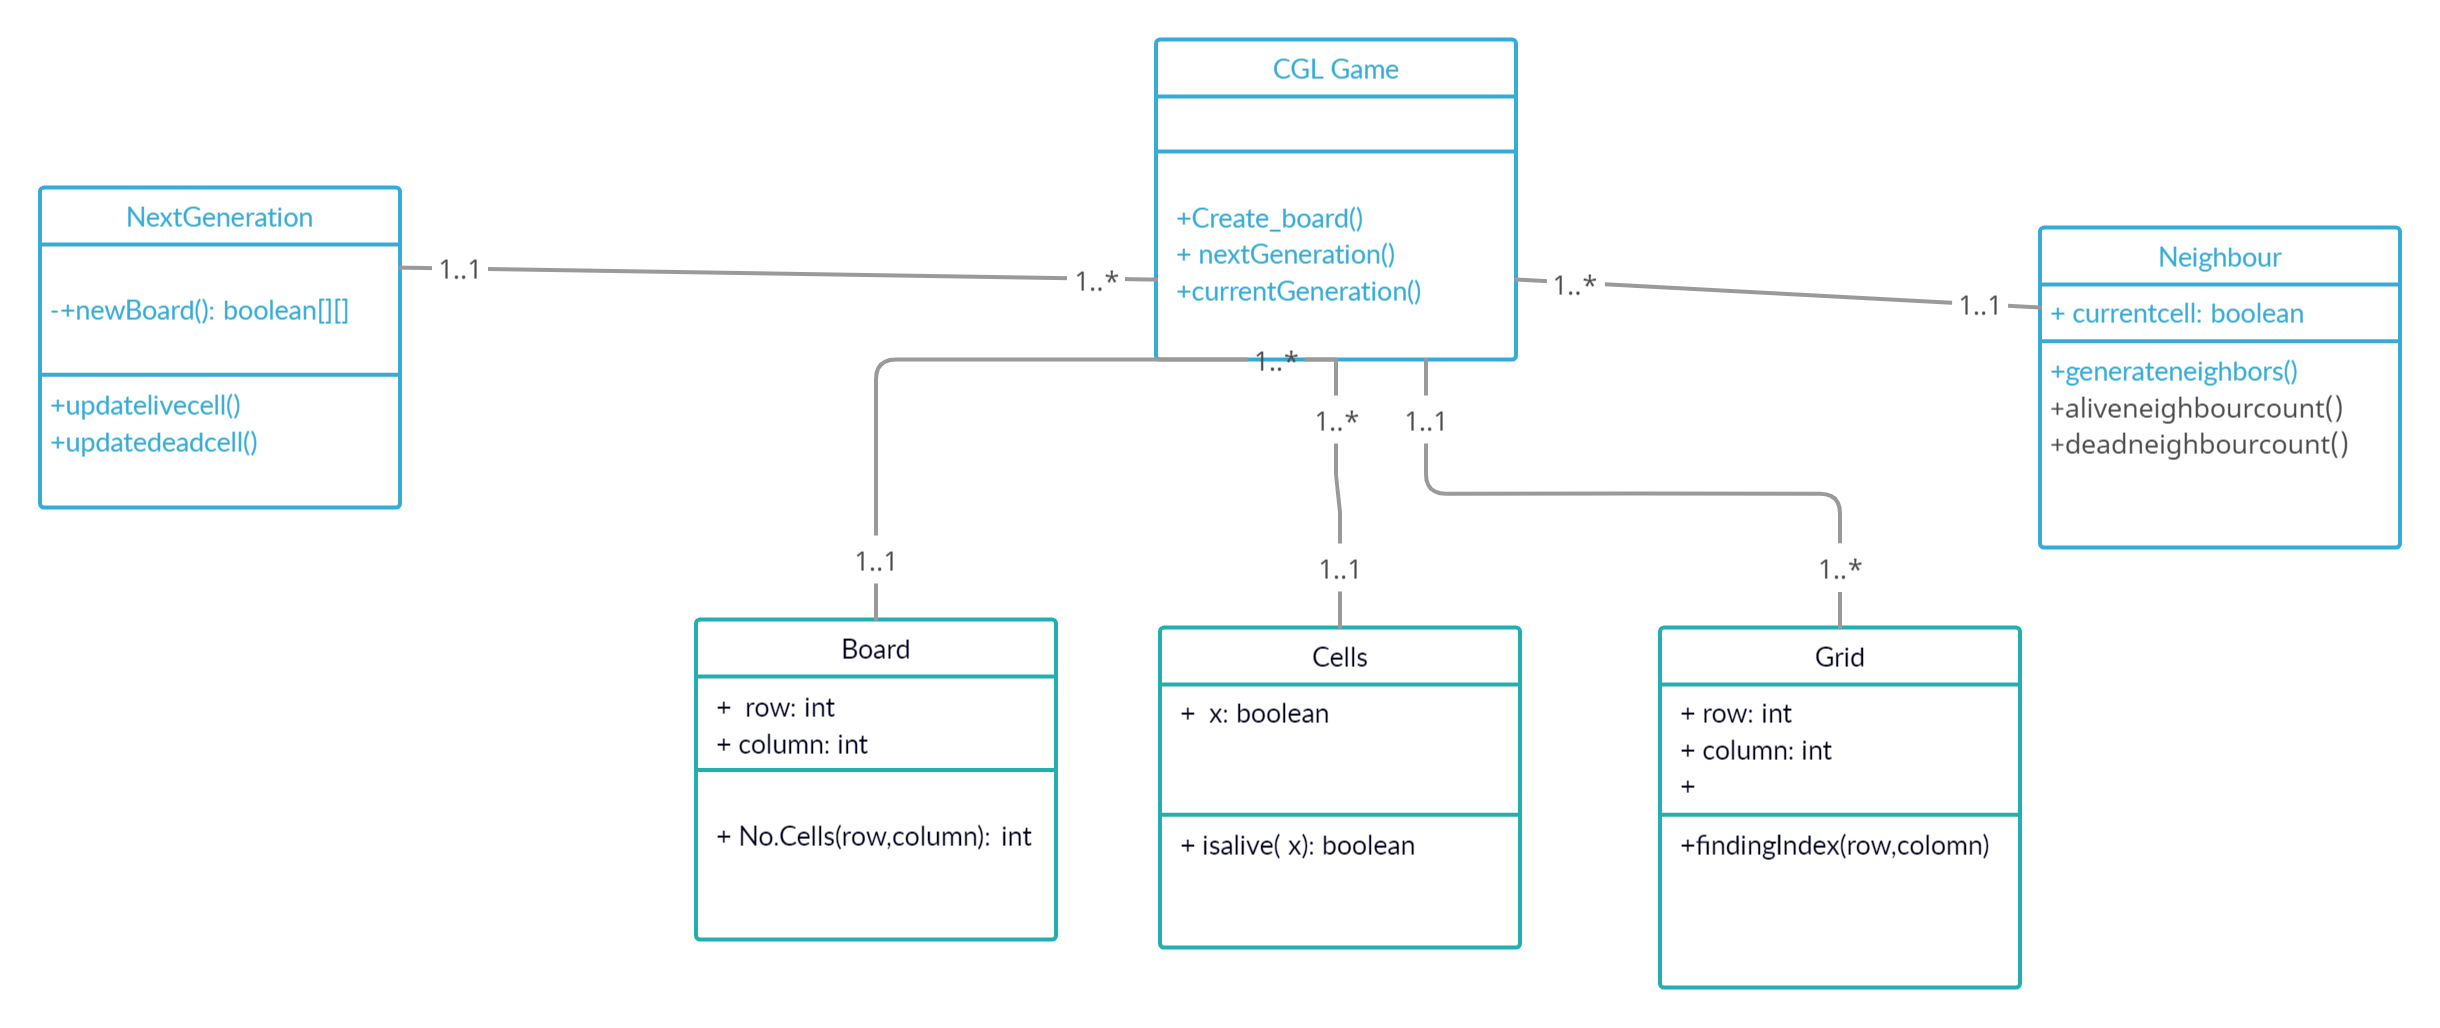 CGL Game
+Create_board()
+ nextGeneration()
+currentGeneration()
NextGeneration
-+newBoard(): boolean[][]
+updatelivecell()
+updatedeadcell()
1..1
1..*
1..*
1..1
Neighbour
+ currentcell: boolean
+generateneighbors()
+aliveneighbourcount()
+deadneighbourcount()
1..*
1..*
1..1
1..1
1..1
1..*
Board
+  row: int
+ column: int
+ No.Cells(row,column): int
Cells
+  x: boolean
+ isalive( x): boolean
Grid
+ row: int
+ column: int
+
+findingIndex(row,colomn)